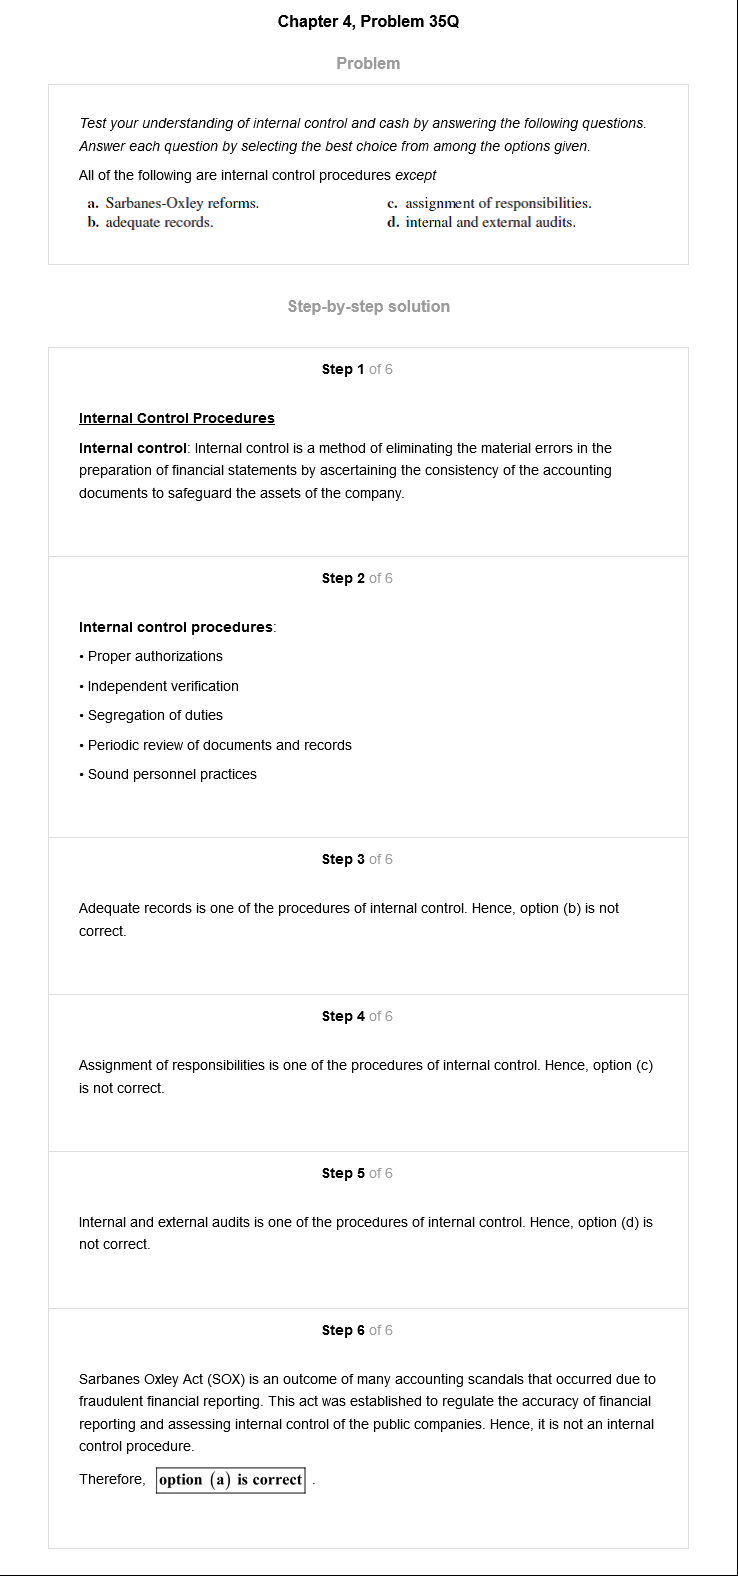 Chapter 4, Problem 35Q
Problem
Test your understanding of internal control and cash by answering the following questions.
Answer each question by selecting the best choice from among the options given.
All of the following are internal control procedures except
a. Sarbanes-Oxley reforms.
b. adequate records.
c. assignment of responsibilities.
d. internal and external audits.
Step-by-step solution
Step 1 of 6
Internal Control Procedures
Internal control: Internal control is a method of eliminating the material errors in the
preparation of financial statements by ascertaining the consistency of the accounting
documents to safeguard the assets of the company.
Step 2 of 6
Internal control procedures:
• Proper authorizations
• Independent verification
• Segregation of duties
• Periodic review of documents and records
• Sound personnel practices
Step 3 of 6
Adequate records is one of the procedures of internal control. Hence, option (b) is not
correct.
Step 4 of 6
Assignment of responsibilities is one of the procedures of internal control. Hence, option (c)
is not correct.
Step 5 of 6
Internal and external audits is one of the procedures of internal control. Hence, option (d) is
not correct.
Step 6 of 6
Sarbanes Oxley Act (SOX) is an outcome of many accounting scandals that occurred due to
fraudulent financial reporting. This act was established to regulate the accuracy of financial
reporting and assessing internal control of the public companies. Hence, it is not an internal
control procedure.
Therefore, option (a) is correct.